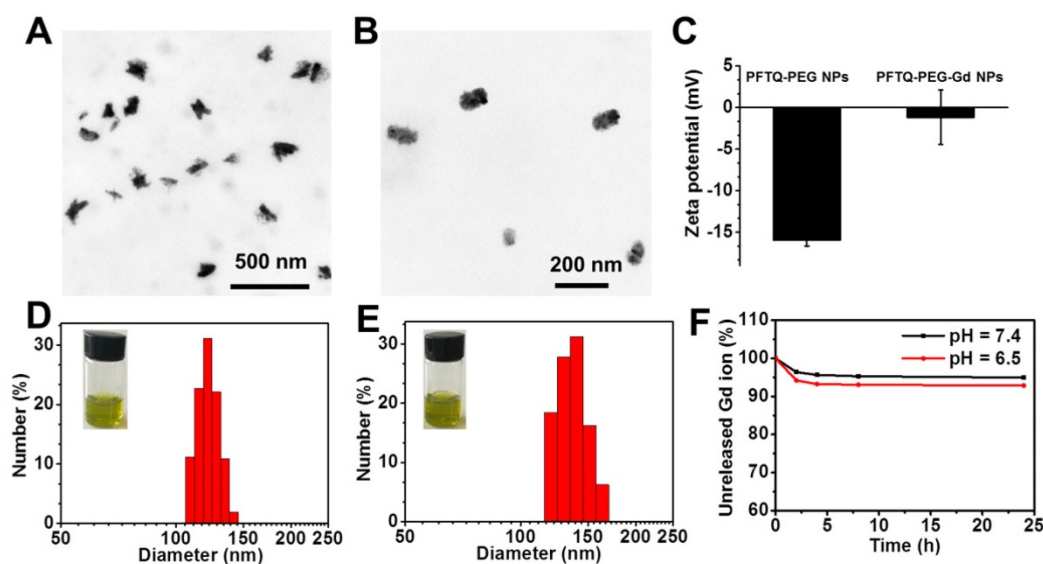 A
500 nm
B
200 nm
C
Zeta potential (mV)
5
0
-5
-10
-15
PFTQ-PEG NPs
PFTQ-PEG-Gd NPs
D
Number (%)
30
20
10
0
50
100
150
200
250
Diameter (nm)
E
Number (%)
30
20
10
0
50
100
150
200
250
Diameter (nm)
F
Unreleased Gd ion (%)
110
100
90
80
70
60
pH = 7.4
pH = 6.5
0
5
10
15
20
25
Time (h)